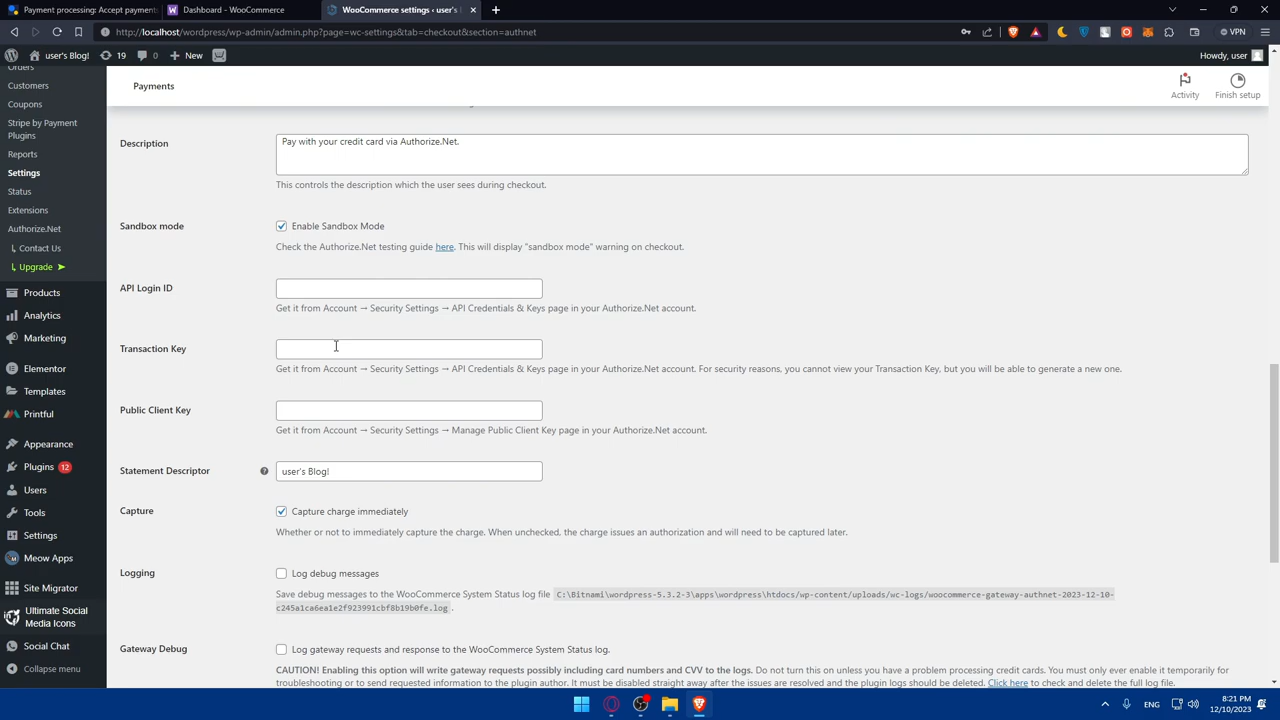 Payment processing: Accept payment
Dashboard - WooCommerce
WooCommerce settings ‹ user's
http://localhost/wordpress/wp-admin/admin.php?page=wc-settings&tab=checkout&section=authnet
VPN
user's Blog!
19
0
New
Howdy, user
Orders
Customers
Coupons
Stripe by Payment
Plugins
Reports
Settings
Status
Extensions
Authorize.Net
Contact Us
Upgrade
Products
Analytics
Marketing
Elementor
Templates
Printful
Appearance
Plugins 12
Users
Tools
Settings
Meow Apps
Site Migrator
Ultimate Social
Media Icons
Social Chat
Collapse menu
Payments
Activity
Finish setup
Description
Pay with your credit card via Authorize.Net.
This controls the description which the user sees during checkout.
Sandbox mode
Enable Sandbox Mode
Check the Authorize.Net testing guide here. This will display "sandbox mode" warning on checkout.
API Login ID
Get it from Account → Security Settings → API Credentials & Keys page in your Authorize.Net account.
Transaction Key
Get it from Account → Security Settings → API Credentials & Keys page in your Authorize.Net account. For security reasons, you cannot view your Transaction Key, but you will be able to generate a new one.
Public Client Key
Get it from Account → Security Settings → Manage Public Client Key page in your Authorize.Net account.
Statement Descriptor
user's Blog!
Capture
Capture charge immediately
Whether or not to immediately capture the charge. When unchecked, the charge issues an authorization and will need to be captured later.
Logging
Log debug messages
Save debug messages to the WooCommerce System Status log file C:\Bitnami\wordpress-5.3.2-3\apps\wordpress\htdocs/wp-content/uploads/wc-logs/woocommerce-gateway-authnet-2023-12-10-
c245a1ca6ea1e2f923991cbf8b19b0fe.log.
Gateway Debug
Log gateway requests and response to the WooCommerce System Status log.
CAUTION! Enabling this option will write gateway requests possibly including card numbers and CVV to the logs. Do not turn this on unless you have a problem processing credit cards. You must only ever enable it temporarily for
troubleshooting or to send requested information to the plugin author. It must be disabled straight away after the issues are resolved and the plugin logs should be deleted. Click here to check and delete the full log file.
ENG
8:21 PM
12/10/2023